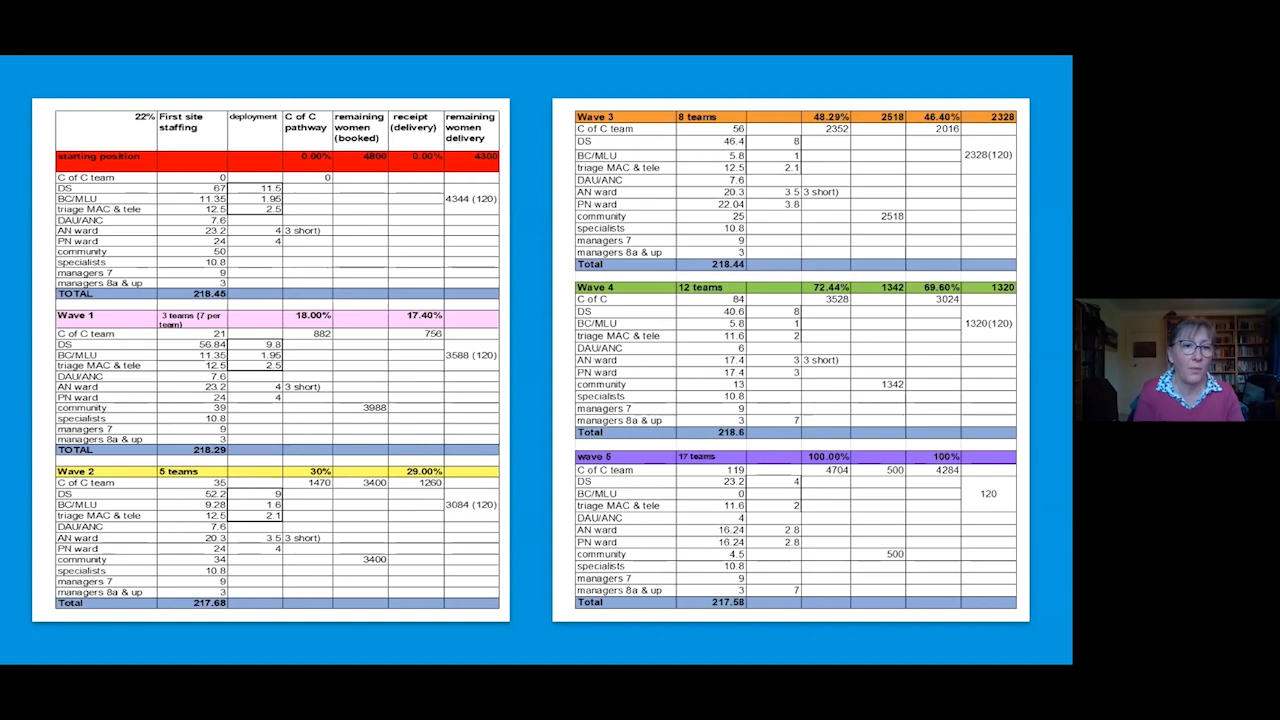 22% First site staffing deployment C of C pathway remaining women (booked) receipt (delivery) remaining women delivery
starting position 0.00% 4800 0.00% 4300
C of C team 0 0
DS 67 11.5
BC/MLU 11.35 1.95 4344 (120)
triage MAC & tele 12.5 2.5
DAU/ANC 7.6
AN ward 23.2 4 (3 short)
PN ward 24 4
community 50
specialists 10.8
managers 7 9
managers 8a & up 3
TOTAL 218.45
Wave 1 3 teams (7 per team) 18.00% 17.40%
C of C team 21 882 756
DS 56.84 9.8
BC/MLU 11.35 1.95 3588 (120)
triage MAC & tele 12.5 2.5
DAU/ANC 7.6
AN ward 23.2 4 (3 short)
PN ward 24 4
community 39 3988
specialists 10.8
managers 7 9
managers 8a & up 3
TOTAL 218.29
Wave 2 5 teams 30% 29.00%
C of C team 35 1470 3400 1260
DS 52.2 9
BC/MLU 9.28 1.6 3084 (120)
triage MAC & tele 12.5 2.1
DAU/ANC 7.6
AN ward 20.3 3.5 (3 short)
PN ward 24 4
community 34 3400
specialists 10.8
managers 7 9
managers 8a & up 3
Total 217.68
Wave 3 8 teams 48.29% 2518 46.40% 2328
C of C team 56 2352 2016
DS 46.4 8
BC/MLU 5.8 1 2328(120)
triage MAC & tele 12.5 2.1
DAU/ANC 7.6
AN ward 20.3 3.5 (3 short)
PN ward 22.04 3.8
community 25 2518
specialists 10.8
managers 7 9
managers 8a & up 3
Total 218.44
Wave 4 12 teams 72.44% 1342 69.60% 1320
C of C 84 3528 3024
DS 40.6 8
BC/MLU 5.8 1 1320(120)
triage MAC & tele 11.6 2
DAU/ANC 6
AN ward 17.4 3 (3 short)
PN ward 17.4 3
community 13 1342
specialists 10.8
managers 7 9
managers 8a & up 3 7
Total 218.6
wave 5 17 teams 100.00% 100%
C of C team 119 4704 500 4284
DS 23.2 4
BC/MLU 0 120
triage MAC & tele 11.6 2
DAU/ANC 4
AN ward 16.24 2.8
PN ward 16.24 2.8
community 4.5 500
specialists 10.8
managers 7 9
managers 8a & up 3 7
Total 217.58